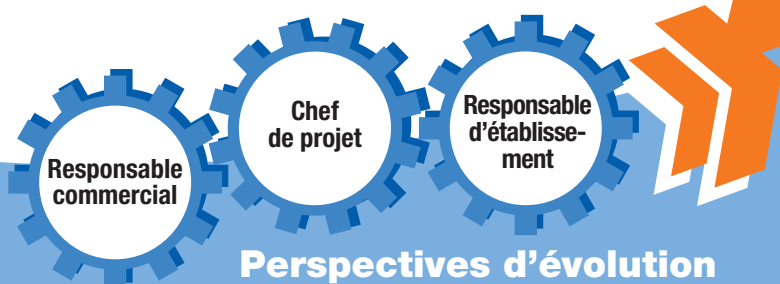 Responsable
commercial
Chef
de projet
Responsable
d'établisse-
ment
Perspectives d'évolution